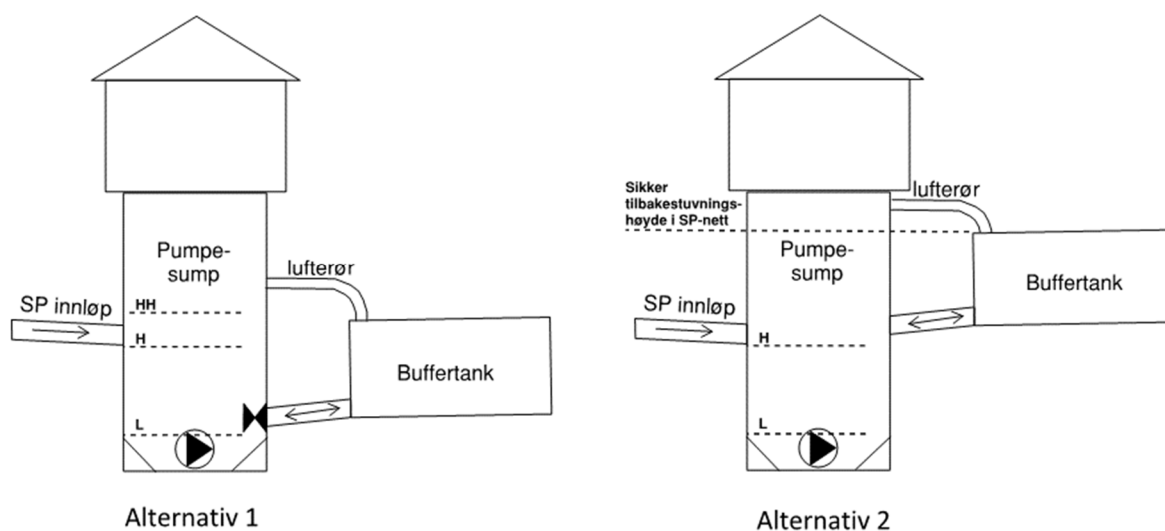 Pumpe-
sump
lufterør
SP innløp
HH
H
L
Buffertank
Alternativ 1
Sikker
tilbakestuvnings-
høyde i SP-nett
lufterør
Pumpe-
sump
SP innløp
H
L
Buffertank
Alternativ 2